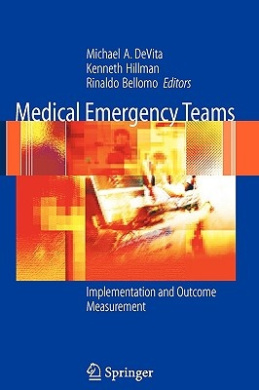 Michael A. DeVita
Kenneth Hillman
Rinaldo Bellomo Editors
Medical Emergency Teams
Implementation and Outcome
Measurement
Springer